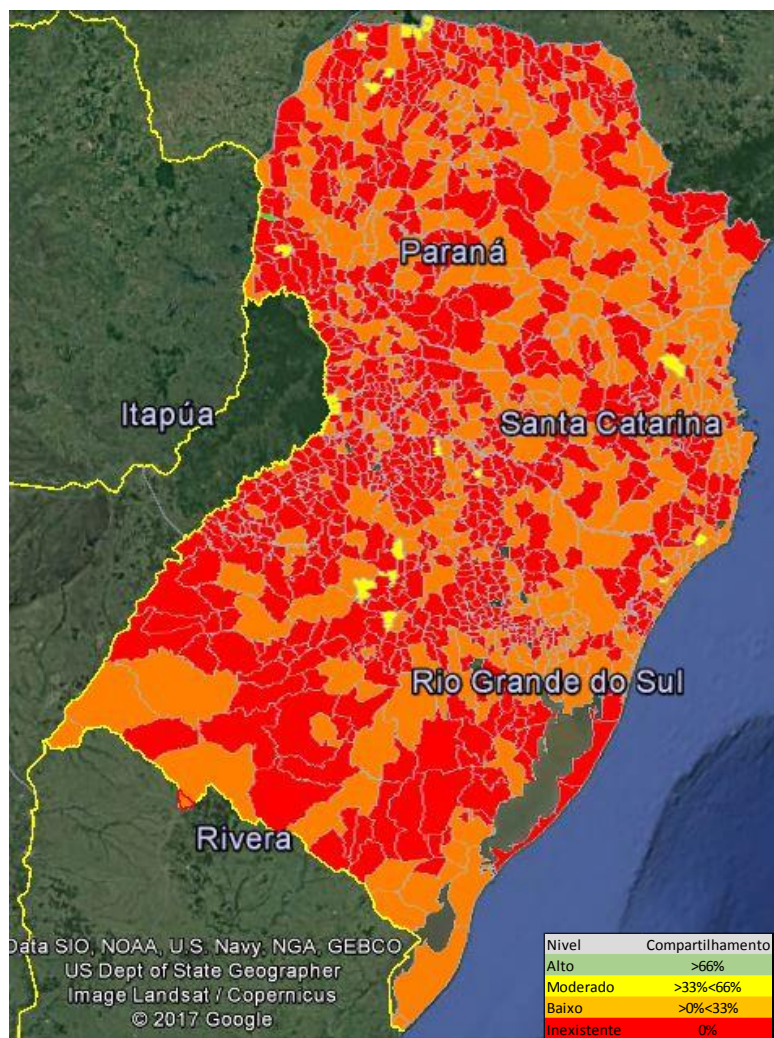 Paraná
Itapúa
Santa Catarina
Rio Grande do Sul
Rivera
Data SIO, NOAA, U.S. Navy, NGA, GEBCO
US Dept of State Geographer
Image Landsat / Copernicus
© 2017 Google
Nivel Compartilhamento
Alto >66%
Moderado >33%<66%
Baixo >0%<33%
Inexistente 0%